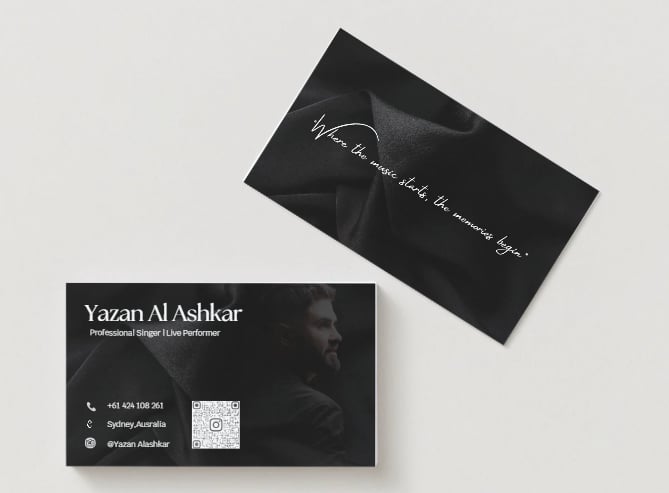 "Where the music starts, the memories begin"
Yazan Al Ashkar
Professional Singer | Live Performer
+61 424 108 261
Sydney,Ausralia
@Yazan Alashkar